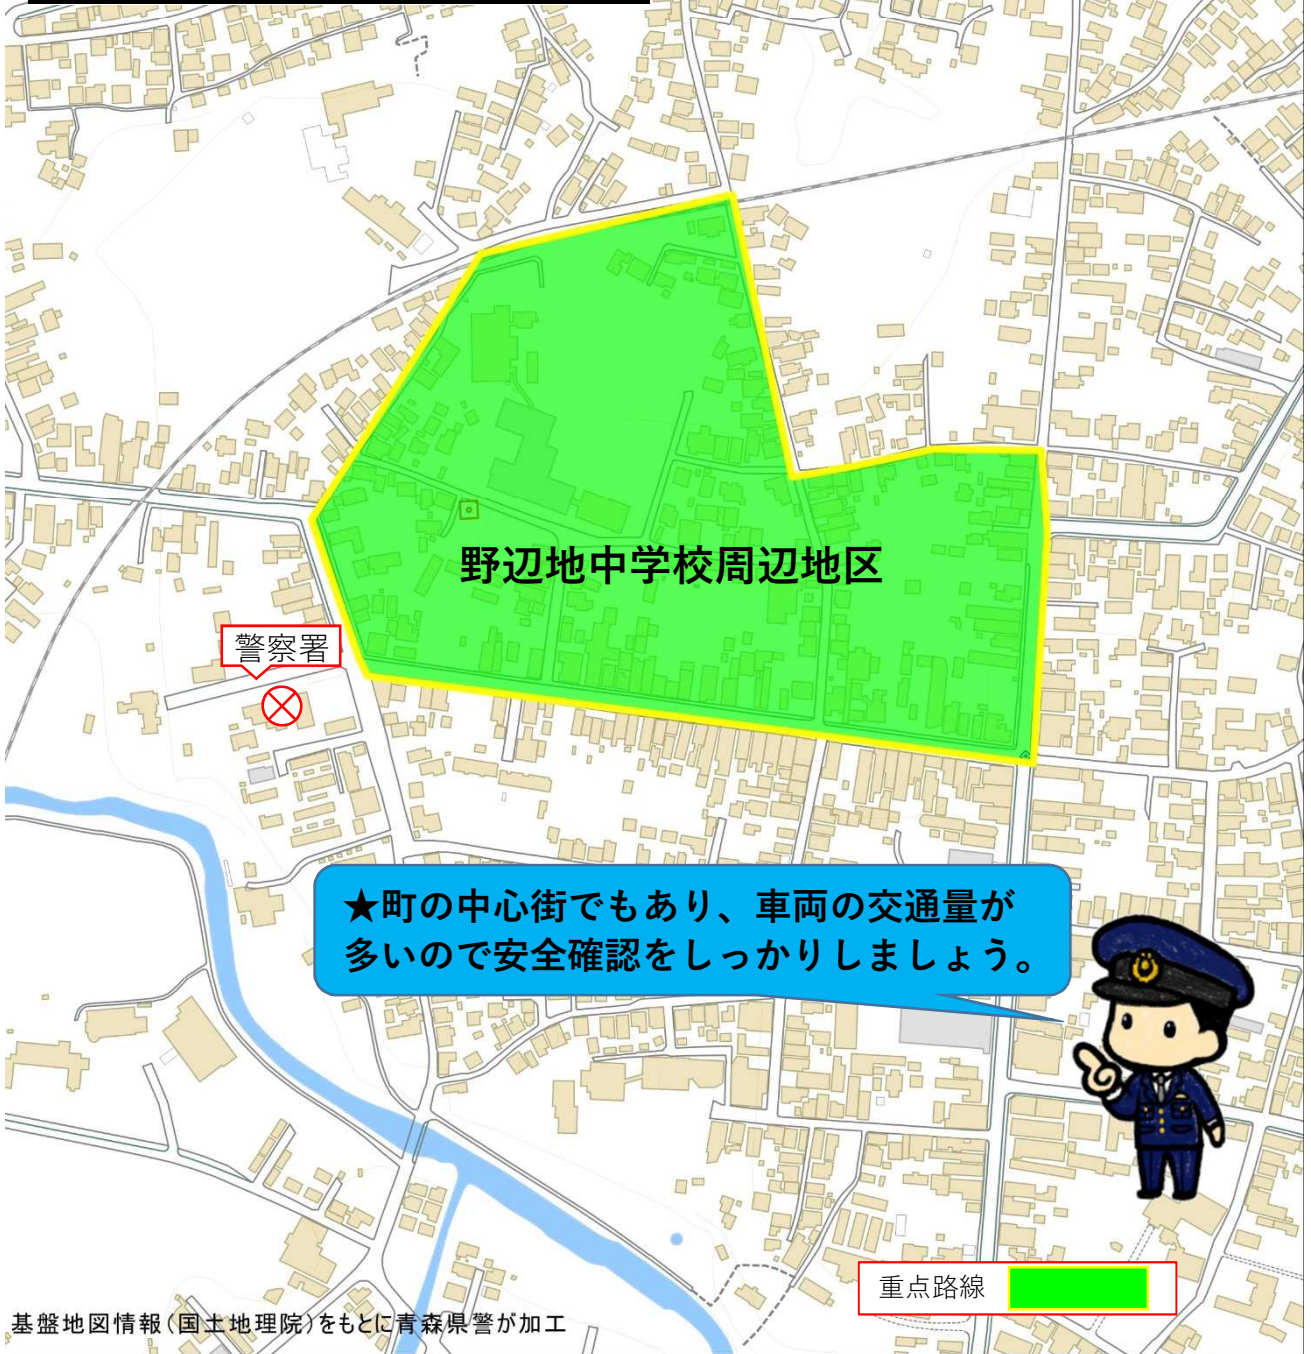 野辺地中学校周辺地区
警察署
★町の中心街でもあり、車両の交通量が
多いので安全確認をしっかりしましょう。
重点路線
基盤地図情報(国土地理院)をもとに青森県警が加工